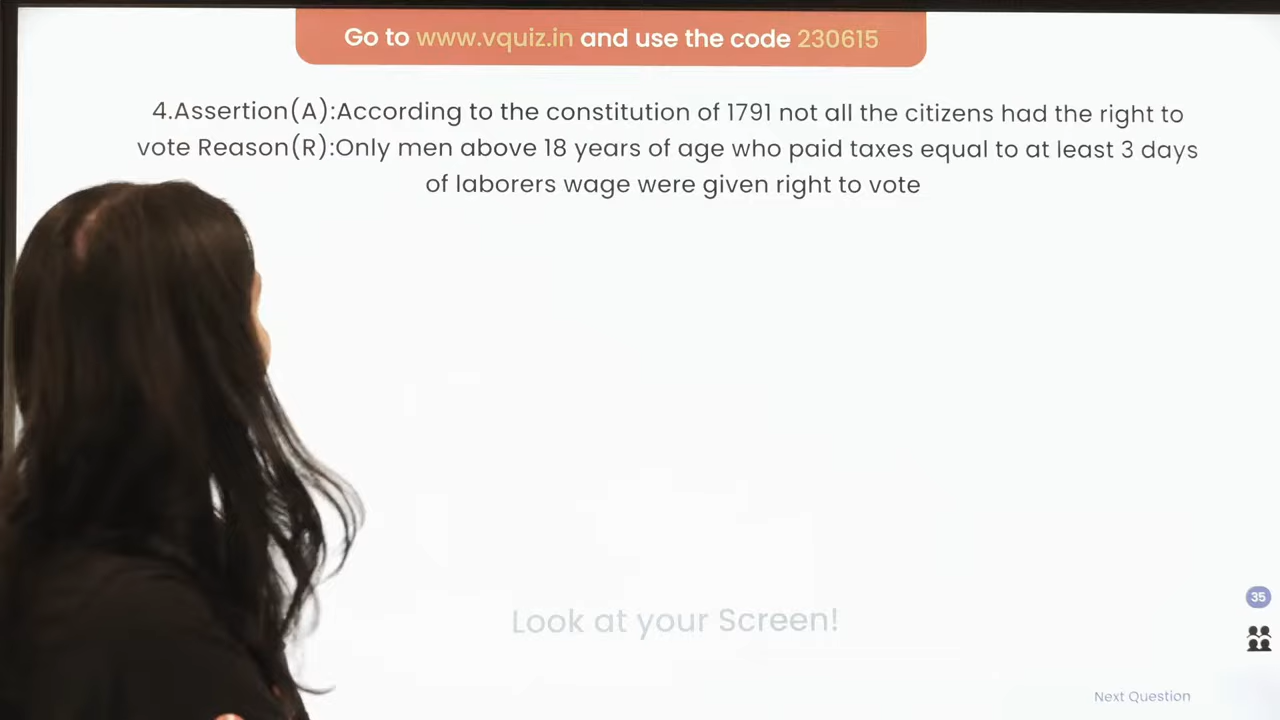 Go to www.vquiz.in and use the code 230615
4.Assertion(A):According to the constitution of 1791 not all the citizens had the right to
vote Reason(R):Only men above 18 years of age who paid taxes equal to at least 3 days
of laborers wage were given right to vote
Look at your Screen!
35
Next Question